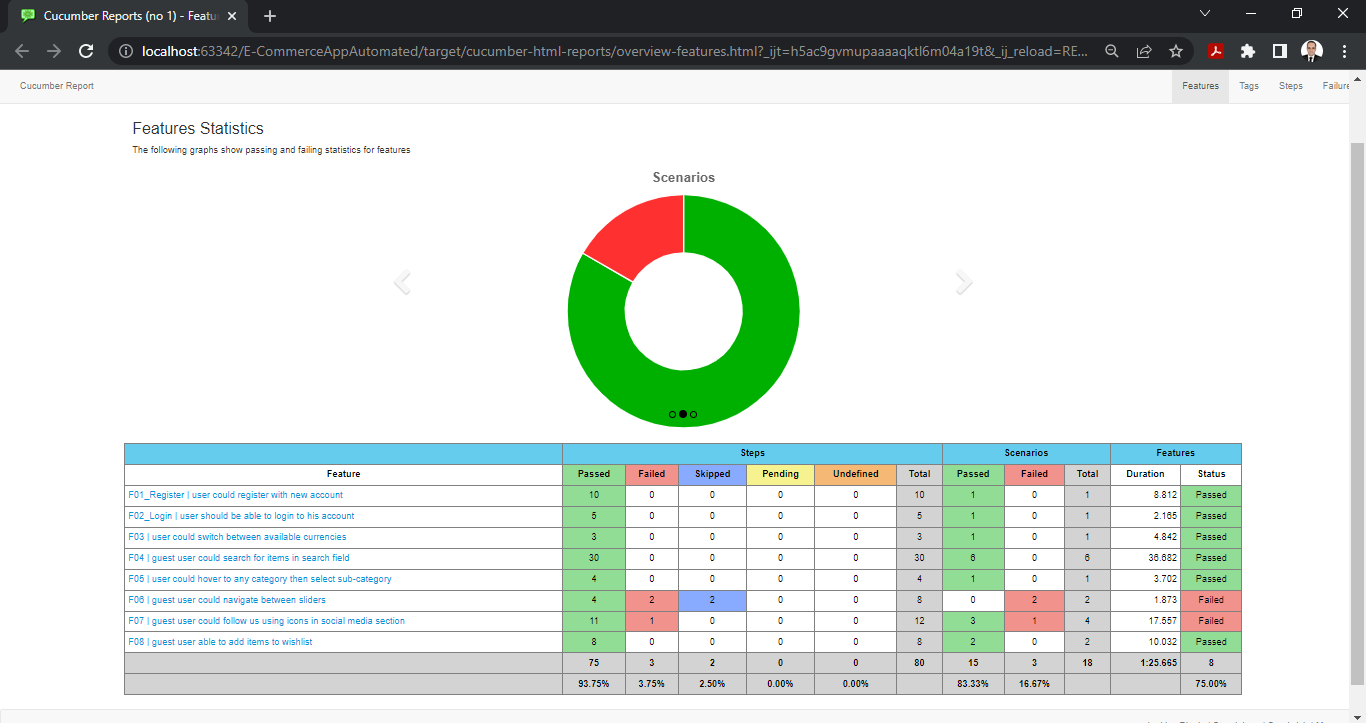 Cucumber Reports (no 1) - Featu
localhost:63342/E-CommerceAppAutomated/target/cucumber-html-reports/overview-features.html?_ijt=h5ac9gvmupaaaaqktl6m04a19t&_ij_reload=RE...
Cucumber Report Features Tags Steps Failure
Features Statistics
The following graphs show passing and failing statistics for features
Scenarios
Steps Scenarios Features
Feature Passed Failed Skipped Pending Undefined Total Passed Failed Total Duration Status
F01_Register | user could register with new account 10 0 0 0 0 10 1 0 1 8.812 Passed
F02_Login | user should be able to login to his account 5 0 0 0 0 5 1 0 1 2.165 Passed
F03 | user could switch between available currencies 3 0 0 0 0 3 1 0 1 4.842 Passed
F04 | guest user could search for items in search field 30 0 0 0 0 30 6 0 6 36.682 Passed
F05 | user could hover to any category then select sub-category 4 0 0 0 0 4 1 0 1 3.702 Passed
F06 | guest user could navigate between sliders 4 2 2 0 0 8 0 2 2 1.873 Failed
F07 | guest user could follow us using icons in social media section 11 1 0 0 0 12 3 1 4 17.557 Failed
F08 | guest user able to add items to wishlist 8 0 0 0 0 8 2 0 2 10.032 Passed
75 3 2 0 0 80 15 3 18 1:25.665 8
93.75% 3.75% 2.50% 0.00% 0.00% 83.33% 16.67% 75.00%